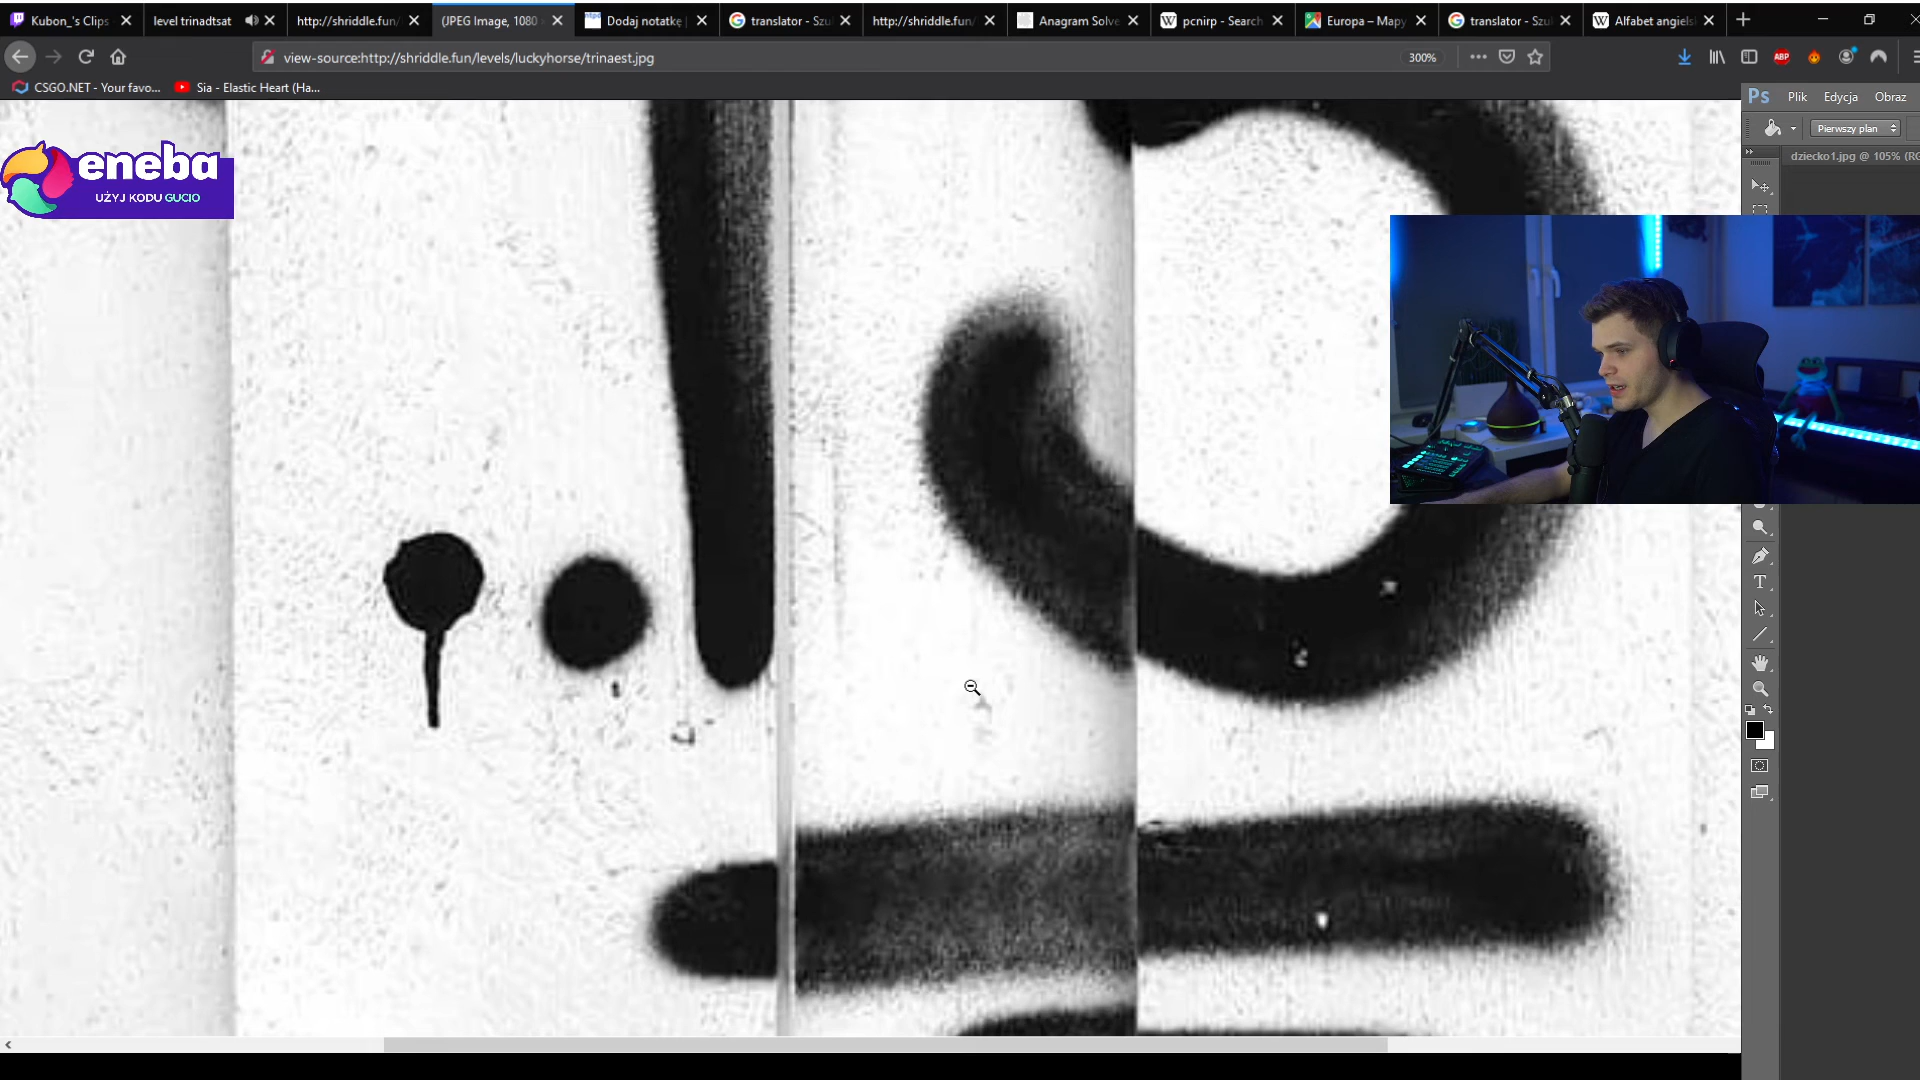 Kubon_'s Clips
level trinadtsat
http://shriddle.fun/
(JPEG Image, 1080
Dodaj notatkę
translator - Szu
http://shriddle.fun/
Anagram Solve
pcnirp - Search
Europa – Mapy
translator - Szu
Alfabet angiels
view-source:http://shriddle.fun/levels/luckyhorse/trinaest.jpg
300%
ABP
CSGO.NET - Your favo...
Sia - Elastic Heart (Ha...
Ps
Plik
Edycja
Obraz
Pierwszy plan
dziecko1.jpg @ 105% (RG
eneba
UŻYJ KODU GUCIO